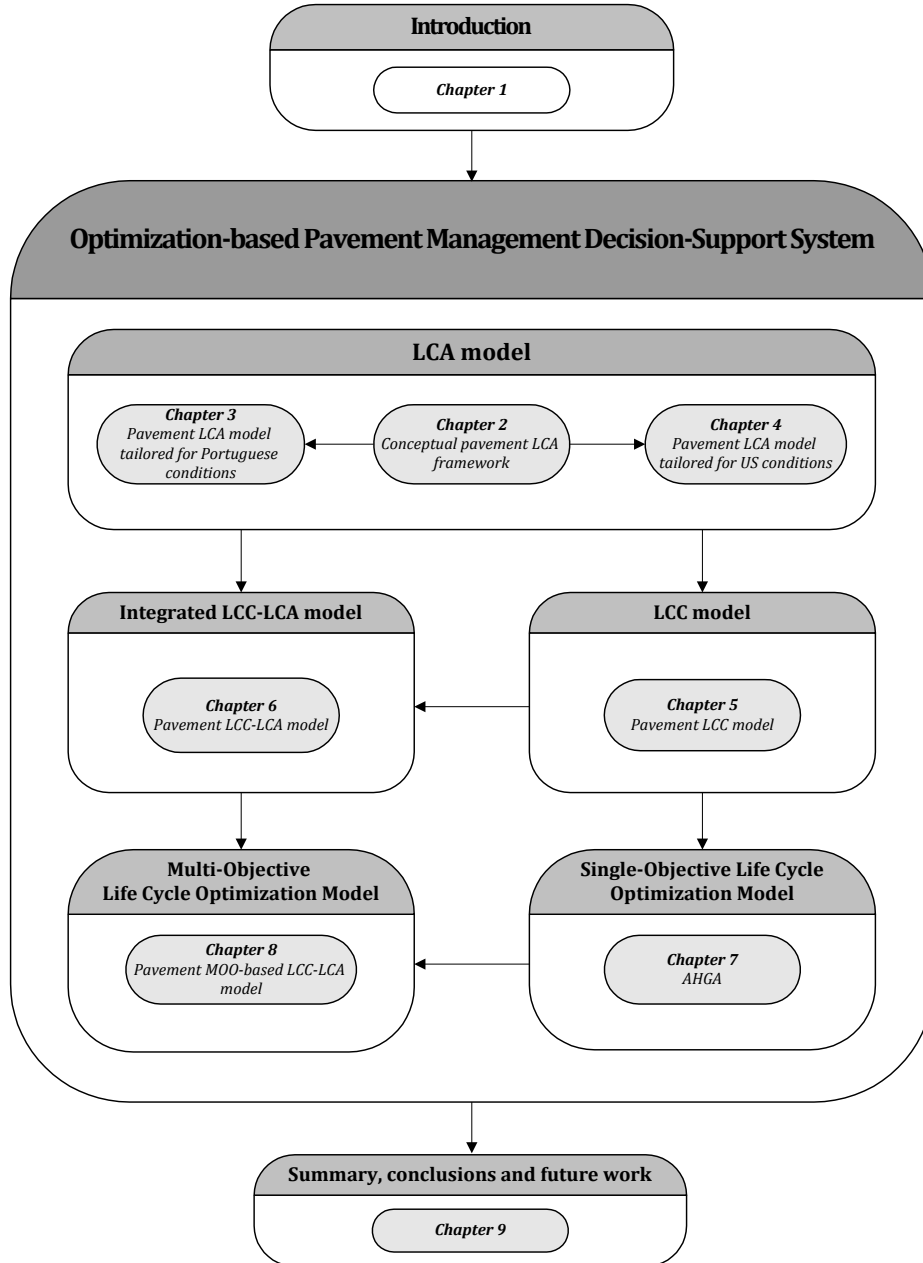 Introduction
Chapter 1
Optimization-based Pavement Management Decision-Support System
LCA model
Chapter 3
Pavement LCA model
tailored for Portuguese
conditions
Chapter 2
Conceptual pavement LCA
framework
Chapter 4
Pavement LCA model
tailored for US conditions
Integrated LCC-LCA model
Chapter 6
Pavement LCC-LCA model
LCC model
Chapter 5
Pavement LCC model
Multi-Objective
Life Cycle Optimization Model
Chapter 8
Pavement MOO-based LCC-LCA
model
Single-Objective Life Cycle
Optimization Model
Chapter 7
AHGA
Summary, conclusions and future work
Chapter 9